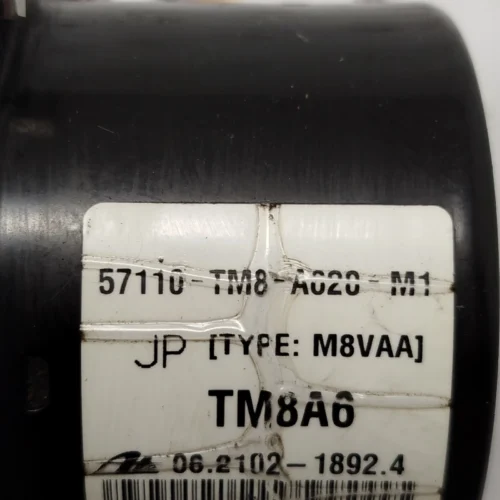 57110-TM8-A020-M1
JP [TYPE: M8VAA]
TM8A6
06.2102-1892.4